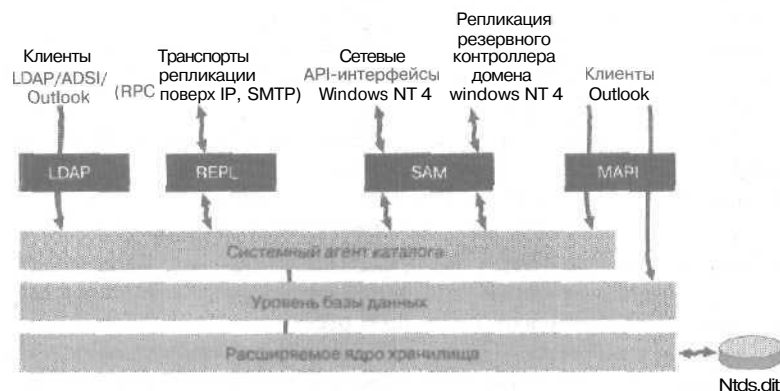 Клиенты
LDAP/ADSI/
Outlook
Транспорты
репликации
(RPC поверх IP, SMTP)
Сетевые
API-интерфейсы
Windows NT 4
Репликация
резервного
контроллера
домена
windows NT 4
Клиенты
Outlook
LDAP
REPL
SAM
MAPI
Системный агент каталога
Уровень базы данных
Расширяемое ядро хранилища
Ntds.dit